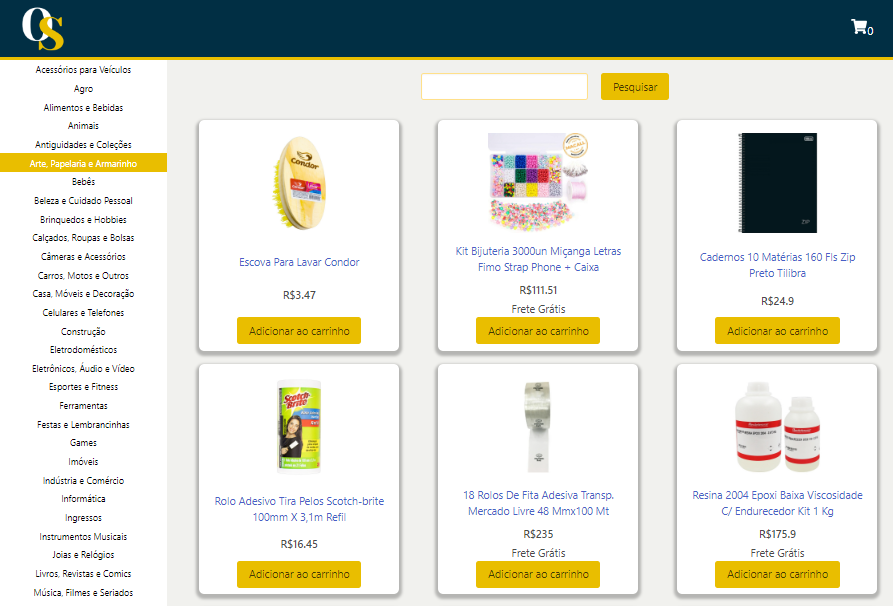 OS
0
Acessórios para Veículos
Agro
Alimentos e Bebidas
Animais
Antiguidades e Coleções
Arte, Papelaria e Armarinho
Bebês
Beleza e Cuidado Pessoal
Brinquedos e Hobbies
Calçados, Roupas e Bolsas
Câmeras e Acessórios
Carros, Motos e Outros
Casa, Móveis e Decoração
Celulares e Telefones
Construção
Eletrodomésticos
Eletrônicos, Áudio e Vídeo
Esportes e Fitness
Ferramentas
Festas e Lembrancinhas
Games
Imóveis
Indústria e Comércio
Informática
Ingressos
Instrumentos Musicais
Joias e Relógios
Livros, Revistas e Comics
Música, Filmes e Seriados
Pesquisar
Condor
Escova Para Lavar Condor
R$3.47
Adicionar ao carrinho
Kit Bijuteria 3000un Miçanga Letras
Fimo Strap Phone + Caixa
R$111.51
Frete Grátis
Adicionar ao carrinho
ZIP
Cadernos 10 Matérias 160 Fls Zip
Preto Tilibra
R$24.9
Adicionar ao carrinho
Scotch-
Brite
Rolo Adesivo Tira Pelos Scotch-brite
100mm X 3,1m Refil
R$16.45
Adicionar ao carrinho
18 Rolos De Fita Adesiva Transp.
Mercado Livre 48 Mmx100 Mt
R$235
Frete Grátis
Adicionar ao carrinho
Resina 2004 Epoxi Baixa Viscosidade
C/ Endurecedor Kit 1 Kg
R$175.9
Frete Grátis
Adicionar ao carrinho